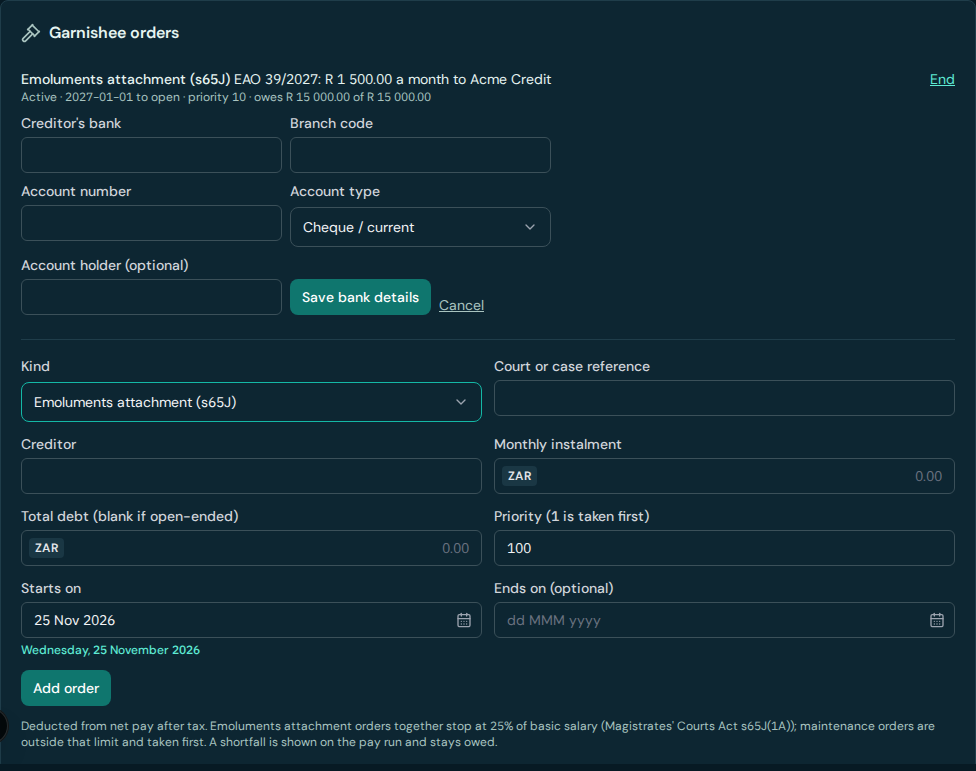 Garnishee orders
Emoluments attachment (s65J) EAO 39/2027: R 1 500.00 a month to Acme Credit
End
Active · 2027-01-01 to open · priority 10 · owes R 15 000.00 of R 15 000.00
Creditor's bank
Branch code
Account number
Account type
Cheque / current
Account holder (optional)
Save bank details
Cancel
Kind
Court or case reference
Emoluments attachment (s65J)
Creditor
Monthly instalment
ZAR
0.00
Total debt (blank if open-ended)
Priority (1 is taken first)
ZAR
0.00
100
Starts on
Ends on (optional)
25 Nov 2026
dd MMM yyyy
Wednesday, 25 November 2026
Add order
Deducted from net pay after tax. Emoluments attachment orders together stop at 25% of basic salary (Magistrates' Courts Act s65J(1A)); maintenance orders are
outside that limit and taken first. A shortfall is shown on the pay run and stays owed.